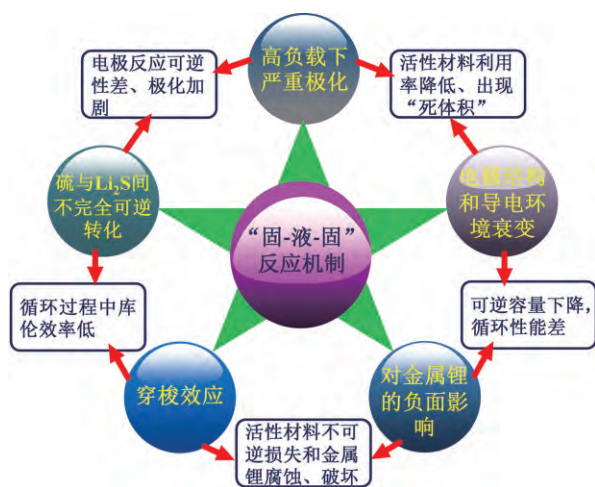 高负载下
严重极化
电极反应可逆
性差、极化加
剧
活性材料利用
率降低、出现
“死体积”
硫与Li₂S间
不完全可逆
转化
电极结构
和导电环
境衰变
“固-液-固”
反应机制
循环过程中库
伦效率低
可逆容量下降，
循环性能差
穿梭效应
对金属锂
的负面影
响
活性材料不可
逆损失和金属
锂腐蚀、破坏